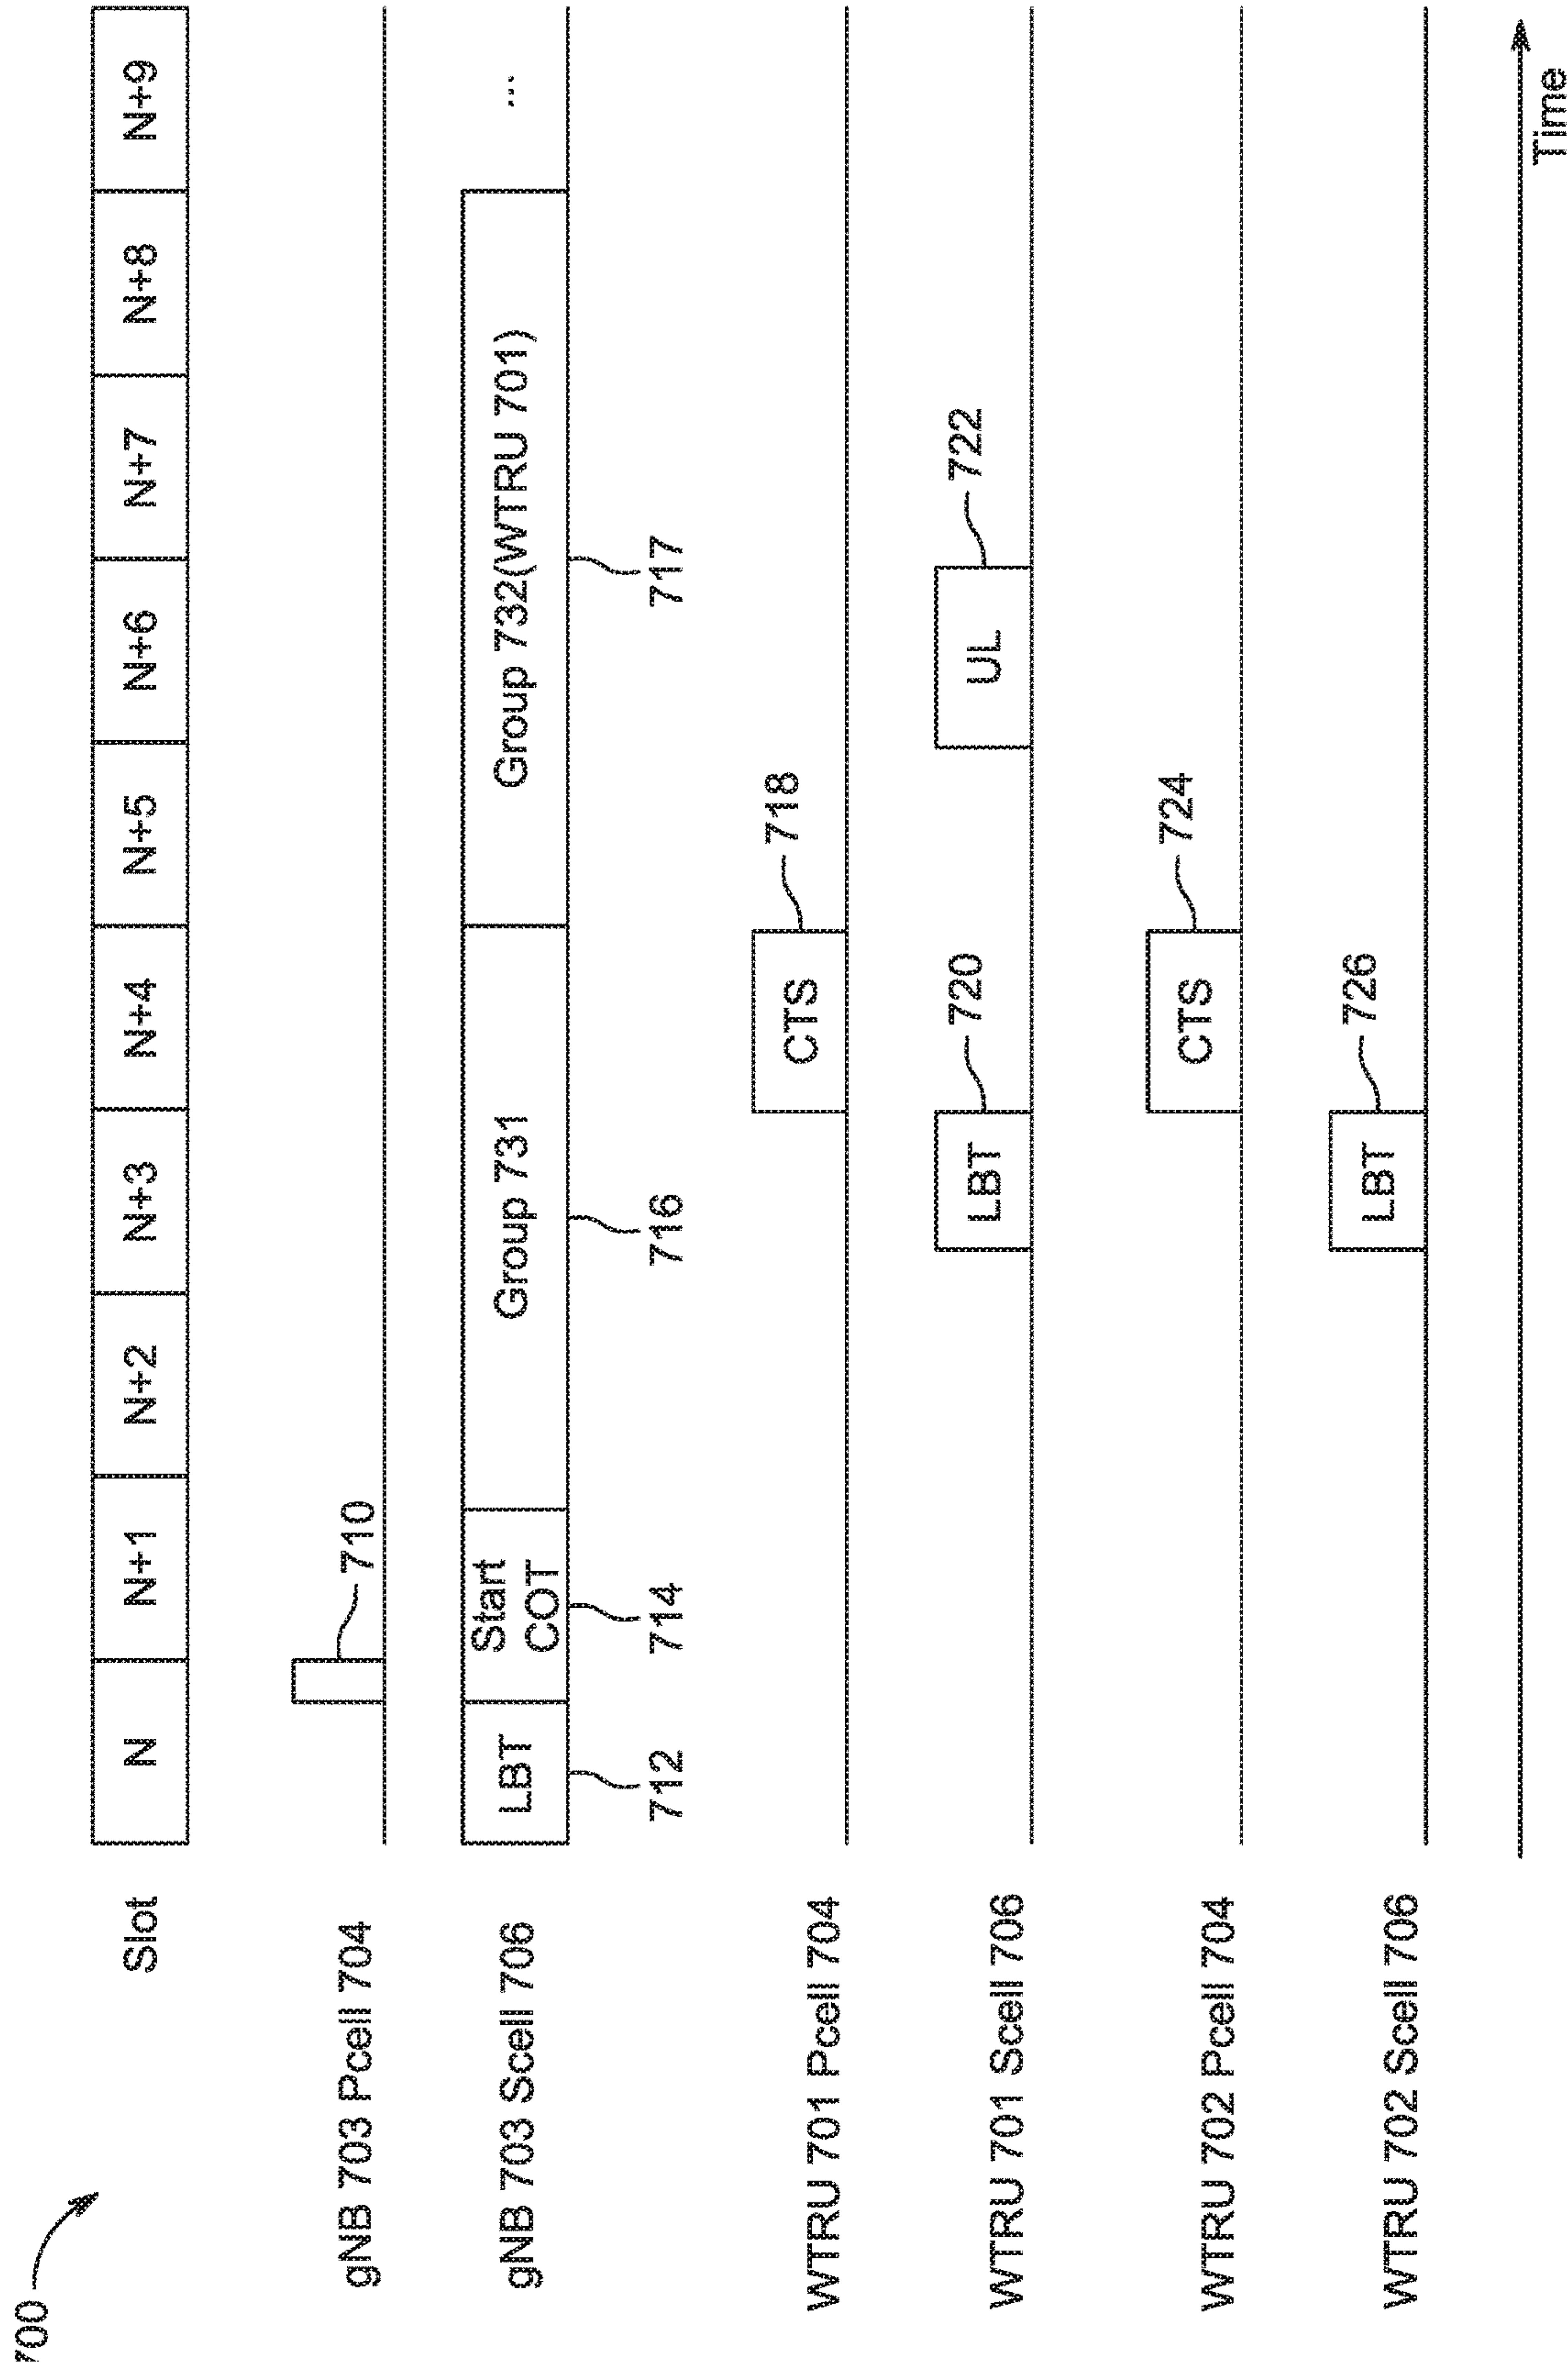 700
Slot
N
N+1
N+2
N+3
N+4
N+5
N+6
N+7
N+8
N+9
gNB 703 Pcell 704
710
gNB 703 Scell 706
LBT
Start
COT
Group 731
Group 732(WTRU 701)
...
712
714
716
717
WTRU 701 Pcell 704
CTS
718
WTRU 701 Scell 706
LBT
720
UL
722
WTRU 702 Pcell 704
CTS
724
WTRU 702 Scell 706
LBT
726
Time